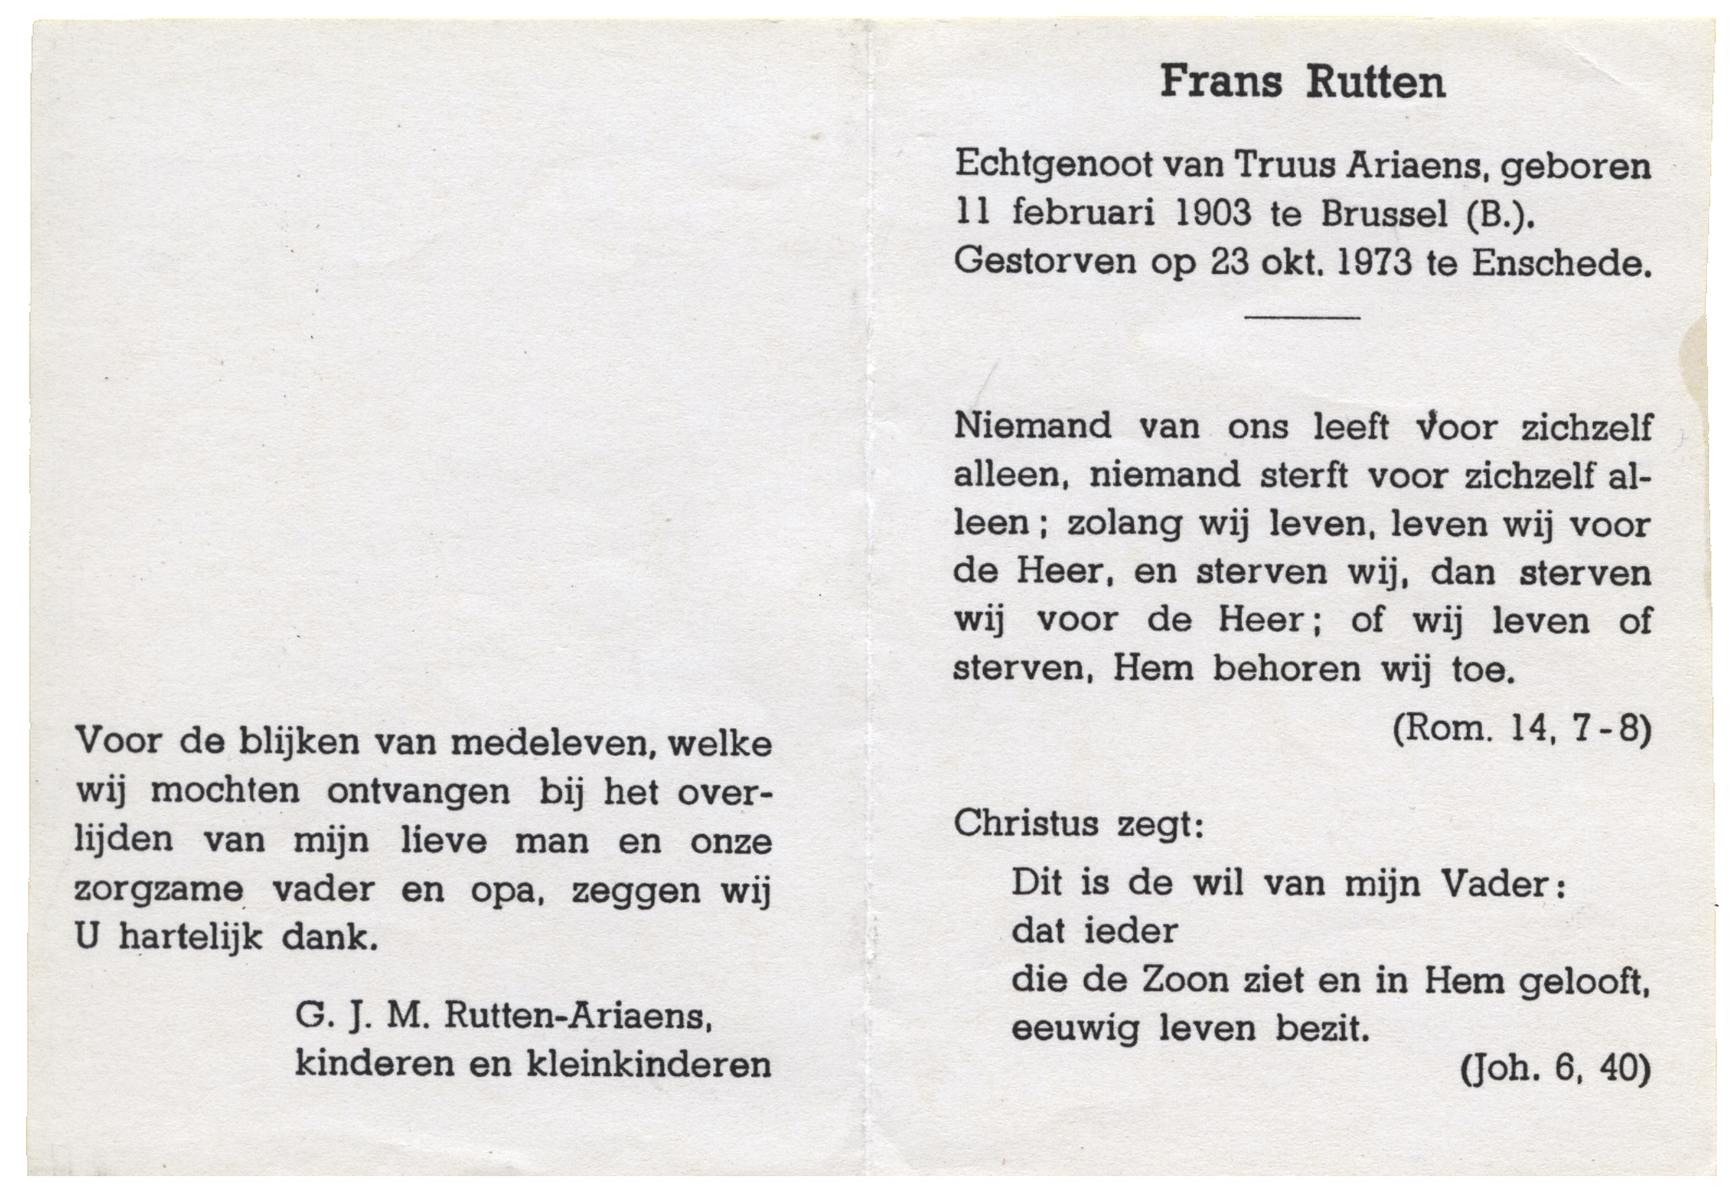 Voor de blijken van medeleven, welke
wij mochten ontvangen bij het over-
lijden van mijn lieve man en onze
zorgzame vader en opa, zeggen wij
U hartelijk dank.
G. J. M. Rutten-Ariaens,
kinderen en kleinkinderen
Frans Rutten
Echtgenoot van Truus Ariaens, geboren
11 februari 1903 te Brussel (B.).
Gestorven op 23 okt. 1973 te Enschede.
Niemand van ons leeft voor zichzelf
alleen, niemand sterft voor zichzelf al-
leen; zolang wij leven, leven wij voor
de Heer, en sterven wij, dan sterven
wij voor de Heer; of wij leven of
sterven, Hem behoren wij toe.
(Rom. 14, 7-8)
Christus zegt:
Dit is de wil van mijn Vader:
dat ieder
die de Zoon ziet en in Hem gelooft,
eeuwig leven bezit.
(Joh. 6, 40)